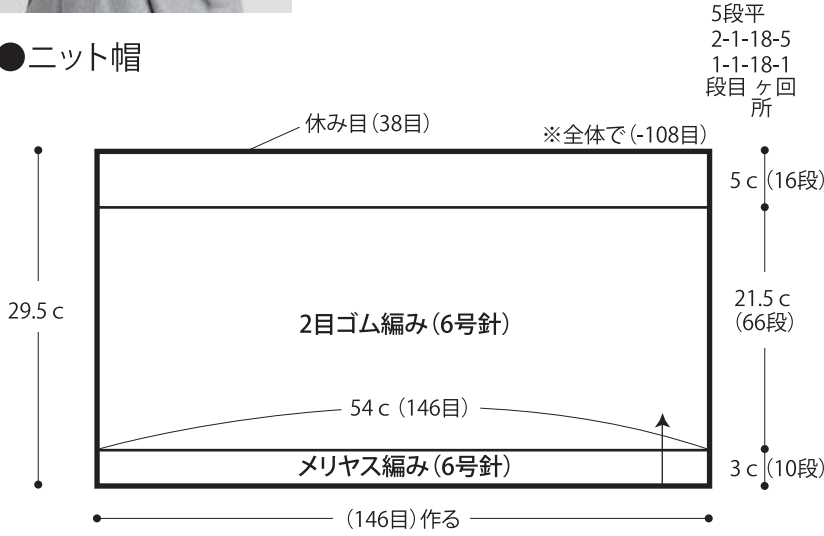 ●ニット帽
5段平
2-1-18-5
1-1-18-1
段目 ヶ回
所
休み目(38目)
※全体で(-108目)
5c(16段)
29.5c
21.5c
(66段)
2目ゴム編み(6号針)
54c(146目)
メリヤス編み(6号針)
3c(10段)
(146目)作る